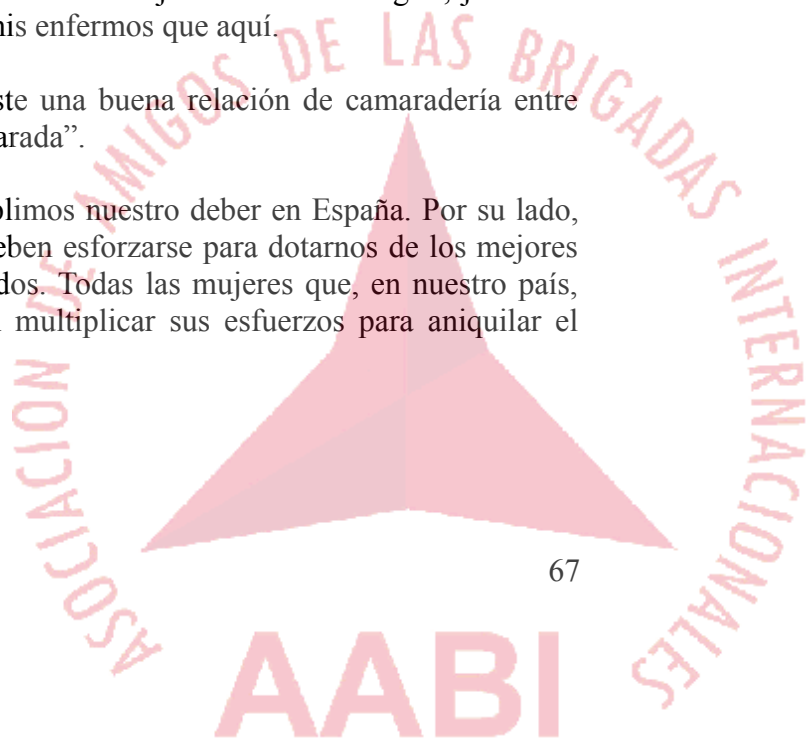 mis enfermos que aquí.
ste una buena relación de camaradería entre
arada”.
plimos nuestro deber en España. Por su lado,
eben esforzarse para dotarnos de los mejores
dos. Todas las mujeres que, en nuestro país,
multiplicar sus esfuerzos para aniquilar el
67
ASOCIACION DE AMIGOS DE LAS BRIGADAS INTERNACIONALES
AABI